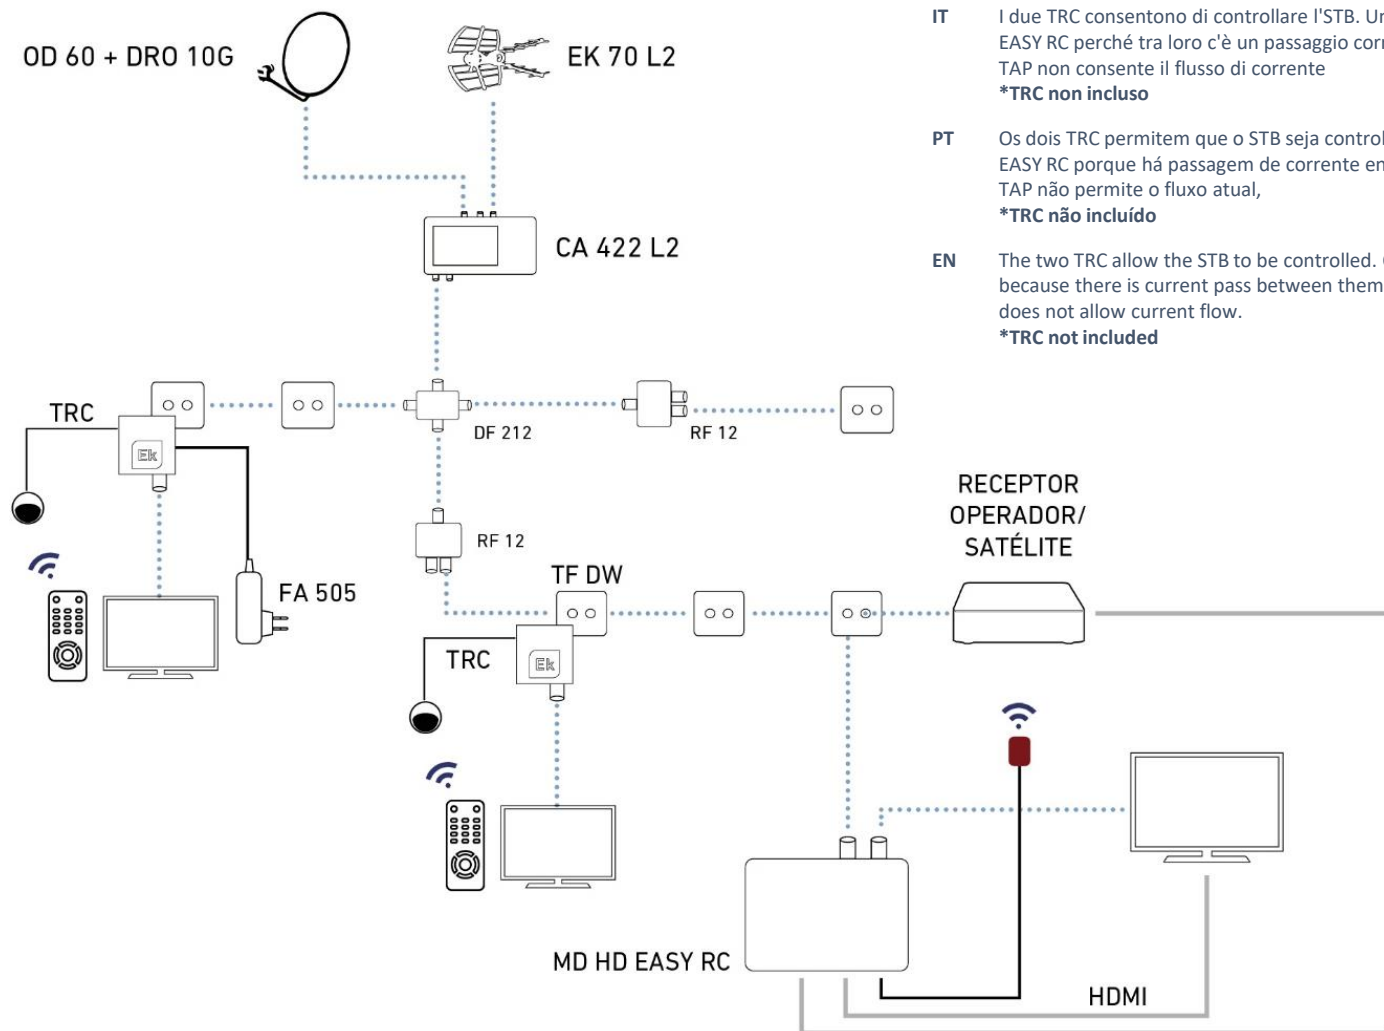 IT I due TRC consentono di controllare l'STB.
EASY RC perché tra loro c'è un passaggio
TAP non consente il flusso di corrente
*TRC non incluso
PT Os dois TRC permitem que o STB seja
EASY RC porque há passagem de corrente
TAP não permite o fluxo atual,
*TRC não incluído
EN The two TRC allow the STB to be controlled.
because there is current pass between them
does not allow current flow.
*TRC not included
OD 60 + DRO 10G
EK 70 L2
CA 422 L2
TRC
Ek
DF 212
RF 12
RF 12
FA 505
TF DW
TRC
Ek
RECEPTOR
OPERADOR/
SATÉLITE
MD HD EASY RC
HDMI